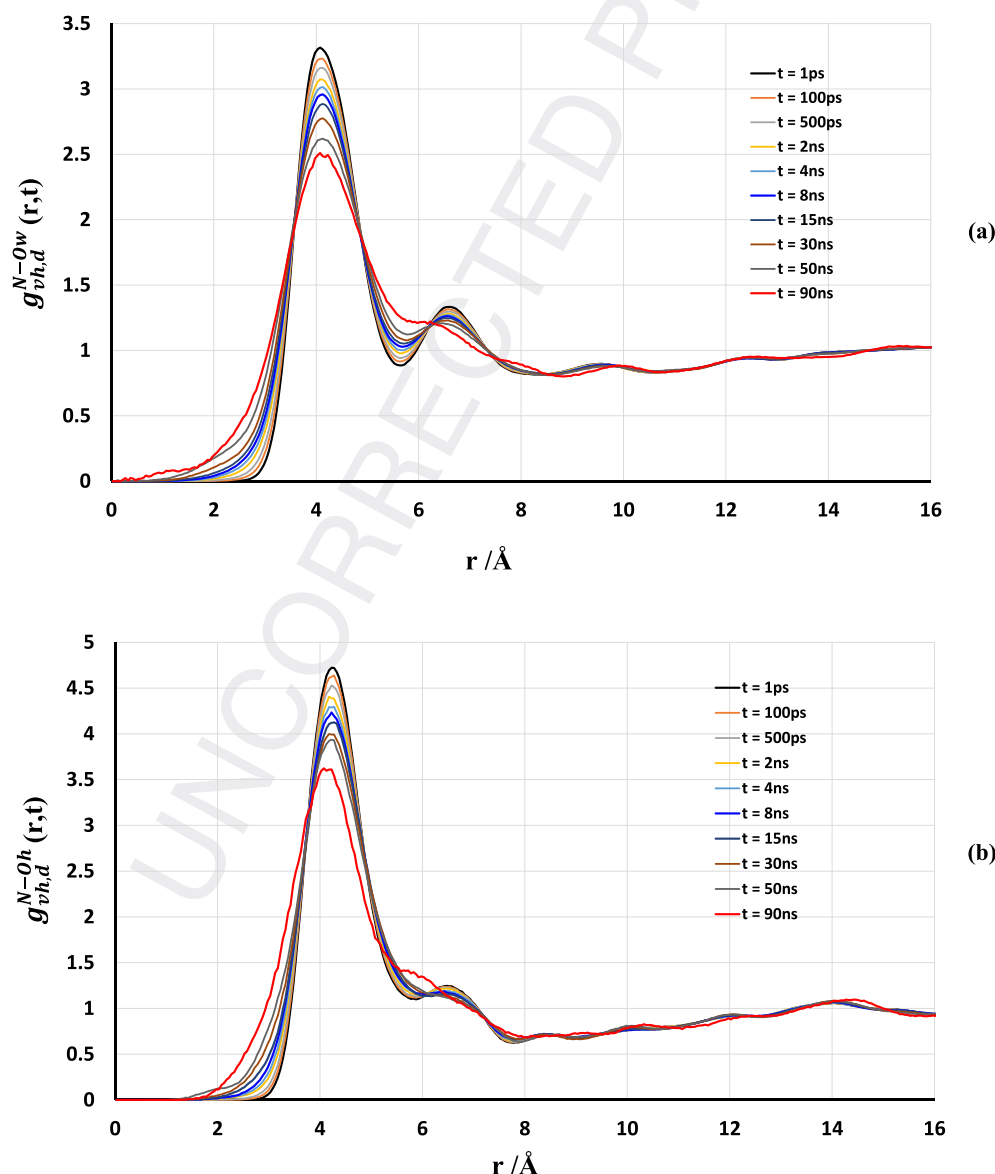 3.5
3
2.5
2
1.5
1
0.5
0
0 2 4 6 8 10 12 14 16
g_{vh,d}^{N-Ow} (r,t)
r /Å
t = 1ps
t = 100ps
t = 500ps
t = 2ns
t = 4ns
t = 8ns
t = 15ns
t = 30ns
t = 50ns
t = 90ns
(a)
UNCORRECTED P
5
4.5
4
3.5
3
2.5
2
1.5
1
0.5
0
0 2 4 6 8 10 12 14 16
g_{vh,d}^{N-Oh} (r,t)
r /Å
t = 1ps
t = 100ps
t = 500ps
t = 2ns
t = 4ns
t = 8ns
t = 15ns
t = 30ns
t = 50ns
t = 90ns
(b)